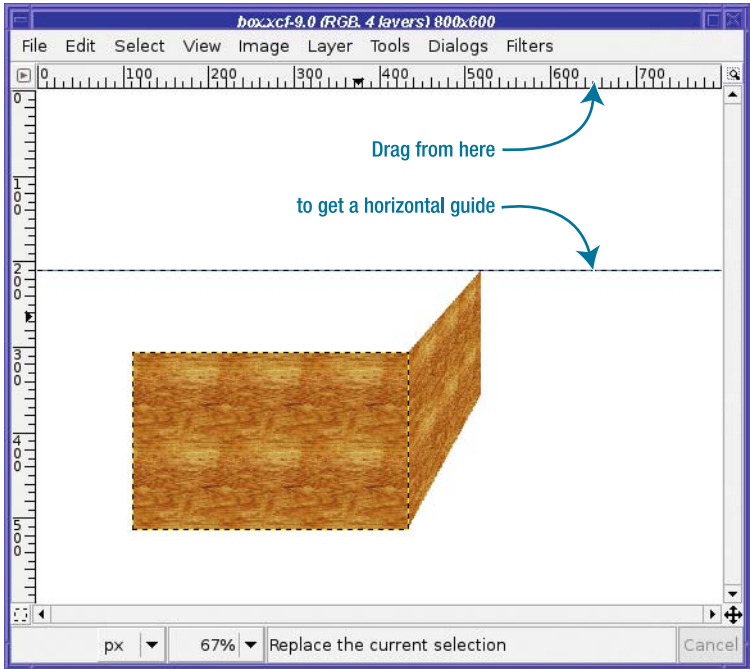 box.xcf-9.0 (RGB, 4 layers) 800x600
File Edit Select View Image Layer Tools Dialogs Filters
0 100 200 300 400 500 600 700
0
100
200
300
400
500
Drag from here
to get a horizontal guide
px 67% Replace the current selection Cancel